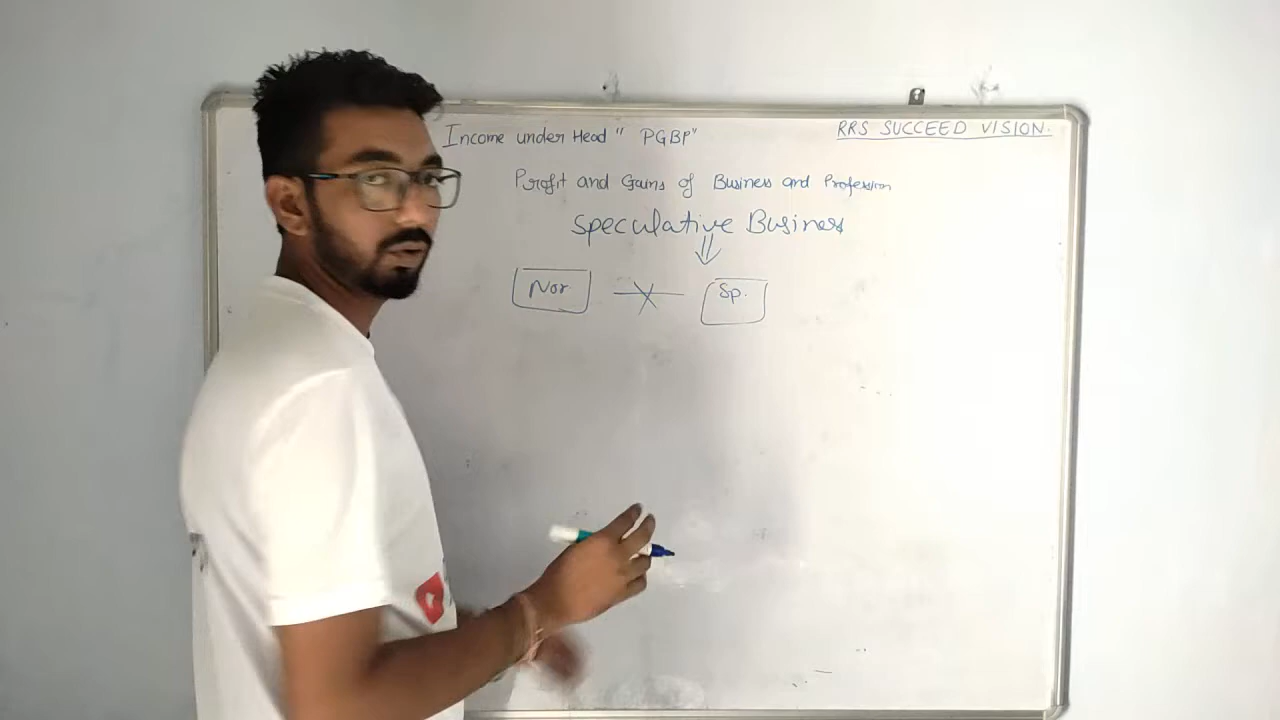 Income under Head " PGBP"
RRS SUCCEED VISION.
Profit and Gains of Business and Profession
Speculative Business
Nor
Sp.